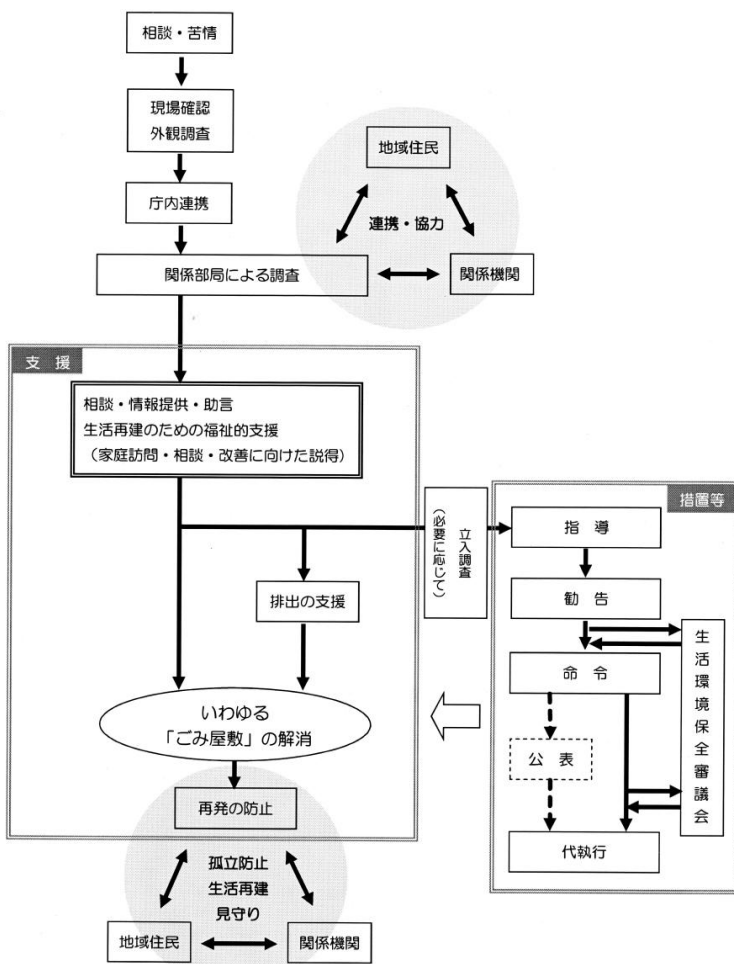 相談・苦情
現場確認
外観調査
地域住民
庁内連携
連携・協力
関係部局による調査
関係機関
支 援
相談・情報提供・助言
生活再建のための福祉的支援
（家庭訪問・相談・改善に向けた説得）
立入調査
（必要に応じて）
措置等
指 導
排出の支援
勧 告
生活環境保全審議会
命 令
いわゆる
「ごみ屋敷」の解消
公 表
再発の防止
代執行
孤立防止
生活再建
見守り
地域住民
関係機関